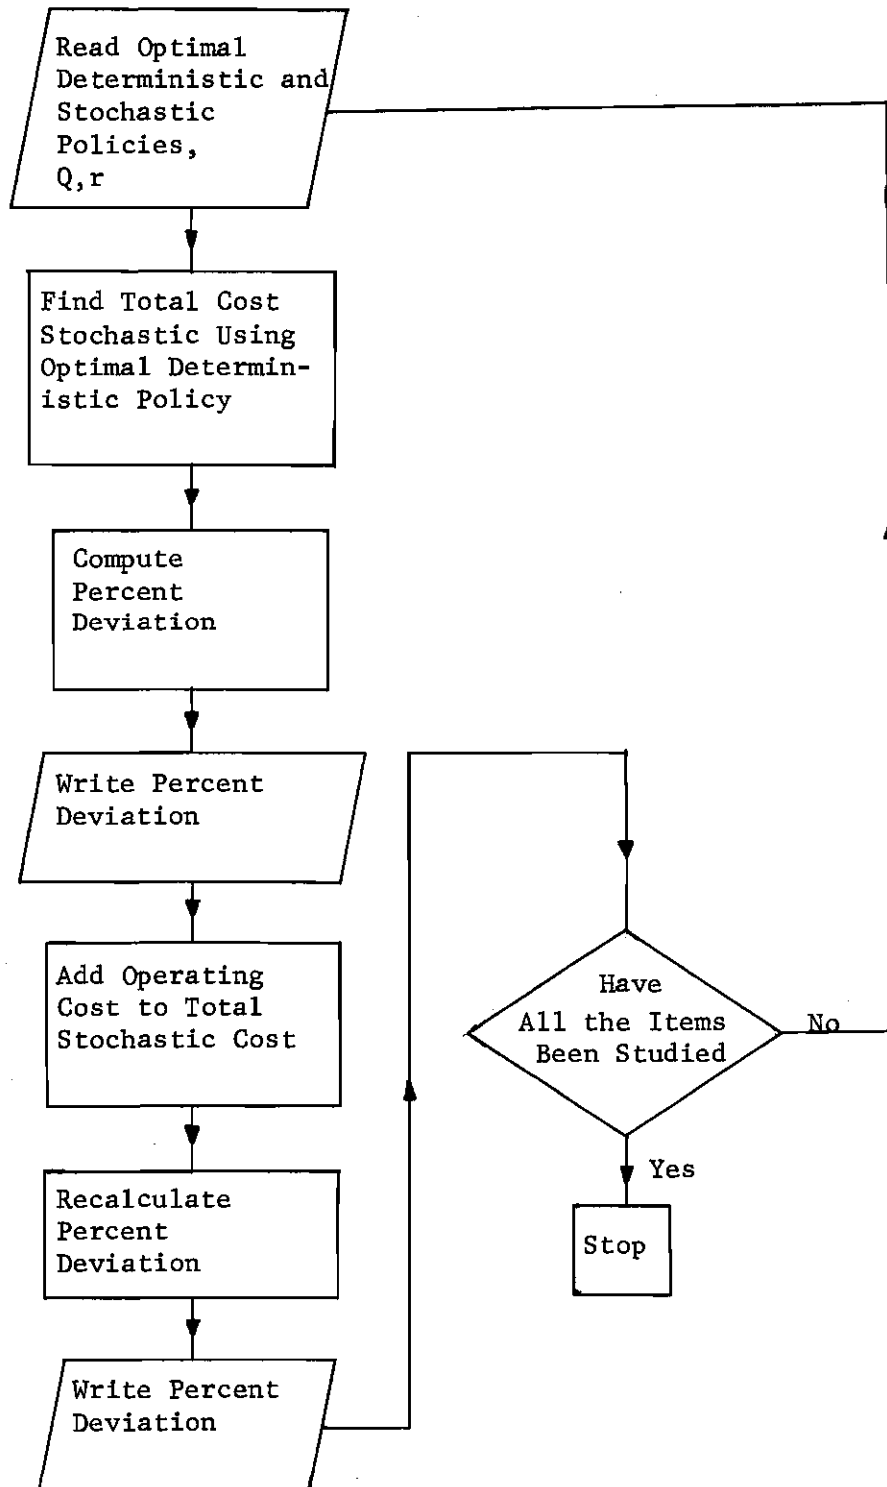 Read Optimal
Deterministic and
Stochastic
Policies,
Q,r
Find Total Cost
Stochastic Using
Optimal Determin-
istic Policy
Compute
Percent
Deviation
Write Percent
Deviation
Add Operating
Cost to Total
Stochastic Cost
Recalculate
Percent
Deviation
Write Percent
Deviation
Have
All the Items
Been Studied
No
Yes
Stop